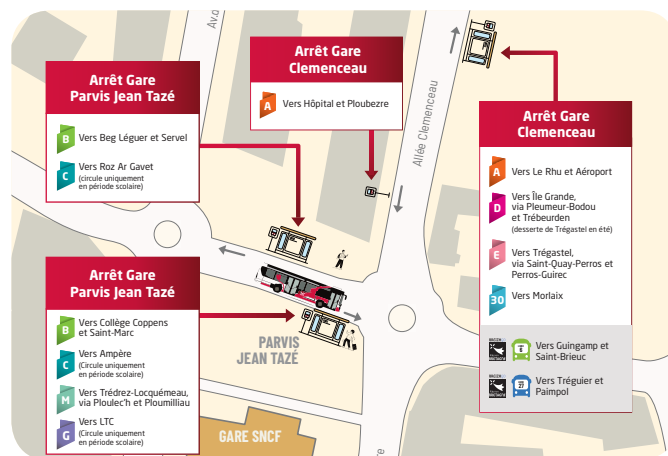 Av.
Arrêt Gare
Parvis Jean Tazé
B
Vers Beg Léguer et Servel
C
Vers Roz Ar Gavet
(circule uniquement
en période scolaire)
Arrêt Gare
Clemenceau
A
Vers Hôpital et Ploubezre
Allée Clemenceau
Arrêt Gare
Clemenceau
A
Vers Le Rhu et Aéroport
D
Vers Île Grande,
via Pleumeur-Bodou
et Trébeurden
(desserte de Trégastel en été)
E
Vers Trégastel,
via Saint-Quay-Perros et
Perros-Guirec
30
Vers Morlaix
Vers Guingamp et
Saint-Brieuc
27
Vers Tréguier et
Paimpol
Arrêt Gare
Parvis Jean Tazé
B
Vers Collège Coppens
et Saint-Marc
C
Vers Ampère
(Circule uniquement
en période scolaire)
M
Vers Trédrez-Locquémeau,
via Ploulec'h et Ploumilliau
G
Vers LTC
(Circule uniquement
en période scolaire)
PARVIS
JEAN TAZÉ
GARE SNCF